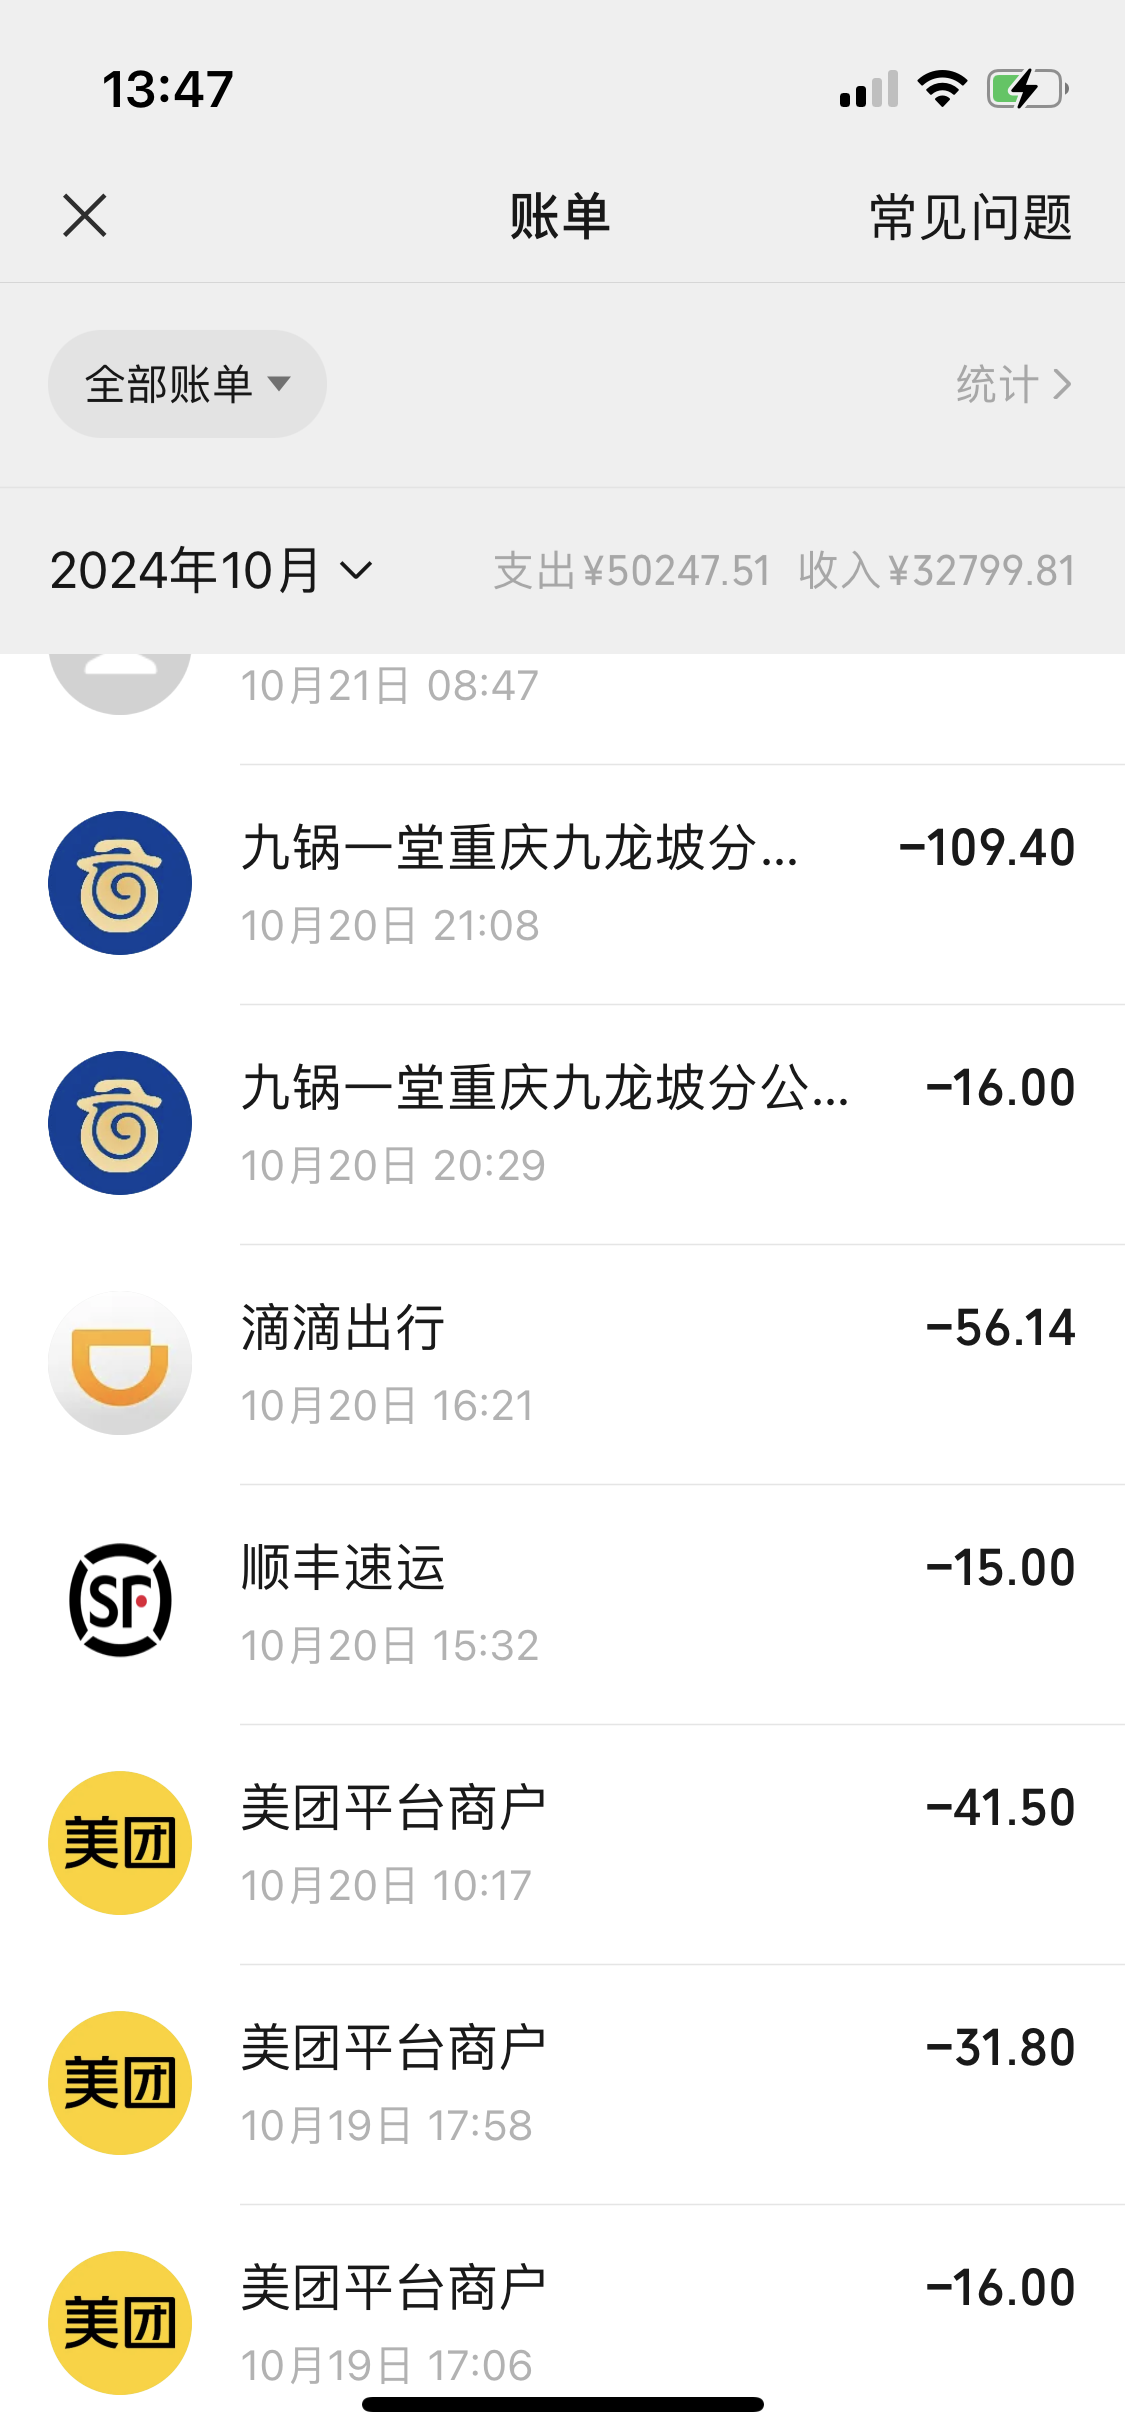 13:47
账单
常见问题
全部账单
统计
2024年10月
支出¥50247.51 收入¥32799.81
10月21日 08:47
九锅一堂重庆九龙坡分... -109.40
10月20日 21:08
九锅一堂重庆九龙坡分公... -16.00
10月20日 20:29
滴滴出行 -56.14
10月20日 16:21
SF
顺丰速运 -15.00
10月20日 15:32
美团
美团平台商户 -41.50
10月20日 10:17
美团
美团平台商户 -31.80
10月19日 17:58
美团
美团平台商户 -16.00
10月19日 17:06